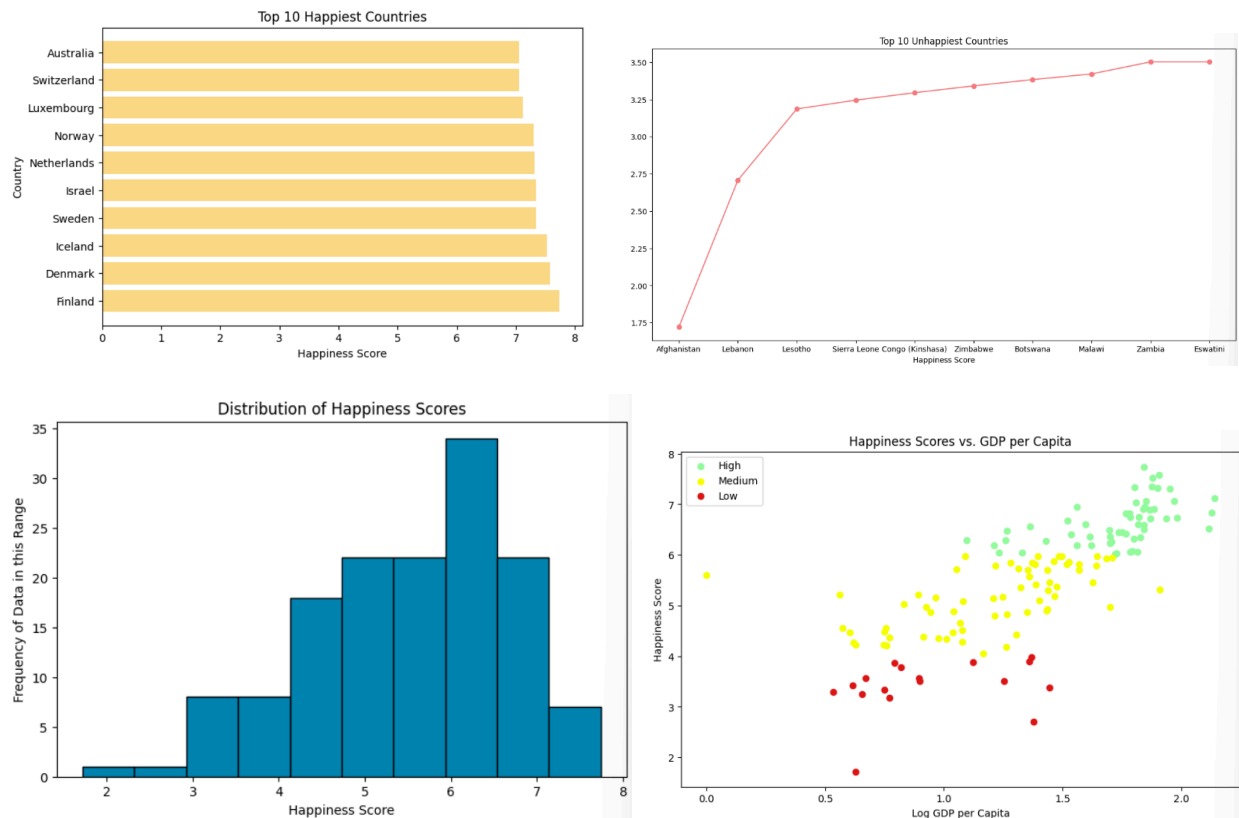 Top 10 Happiest Countries
Country
Australia
Switzerland
Luxembourg
Norway
Netherlands
Israel
Sweden
Iceland
Denmark
Finland
0 1 2 3 4 5 6 7 8
Happiness Score
Top 10 Unhappiest Countries
3.50
3.25
3.00
2.75
2.50
2.25
2.00
1.75
Afghanistan Lebanon Lesotho Sierra Leone Congo (Kinshasa) Zimbabwe Botswana Malawi Zambia Eswatini
Happiness Score
Distribution of Happiness Scores
Frequency of Data in this Range
35
30
25
20
15
10
5
0
2 3 4 5 6 7 8
Happiness Score
Happiness Scores vs. GDP per Capita
High
Medium
Low
Happiness Score
8
7
6
5
4
3
2
0.0 0.5 1.0 1.5 2.0
Log GDP per Capita